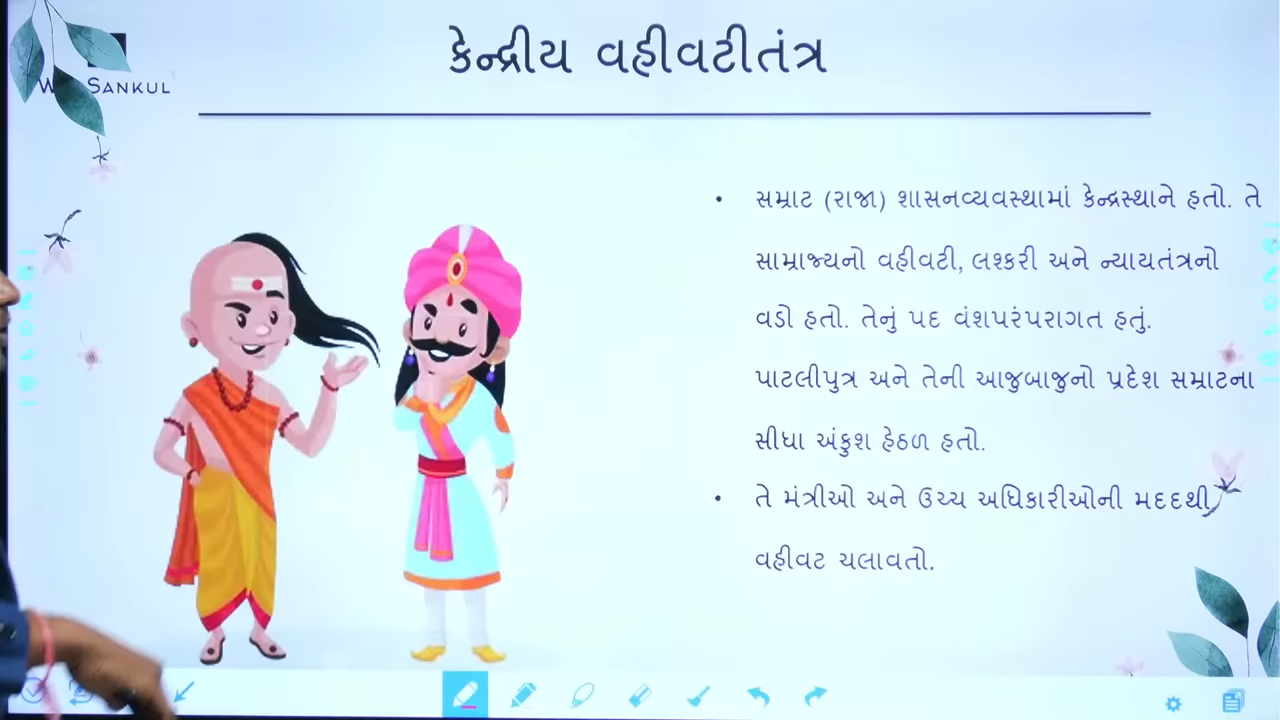 કેન્દ્રીય વહીવટીતંત્ર
SANKUL
• સમ્રાટ (રાજા) શાસનવ્યવસ્થામાં કેન્દ્રસ્થાને હતો. તે
સામ્રાજ્યનો વહીવટી, લશ્કરી અને ન્યાયતંત્રનો
વડો હતો. તેનું પદ વંશપરંપરાગત હતું.
પાટલીપુત્ર અને તેની આજુબાજુનો પ્રદેશ સમ્રાટના
સીધા અંકુશ હેઠળ હતો.
• તે મંત્રીઓ અને ઉચ્ચ અધિકારીઓની મદદથી
વહીવટ ચલાવતો.